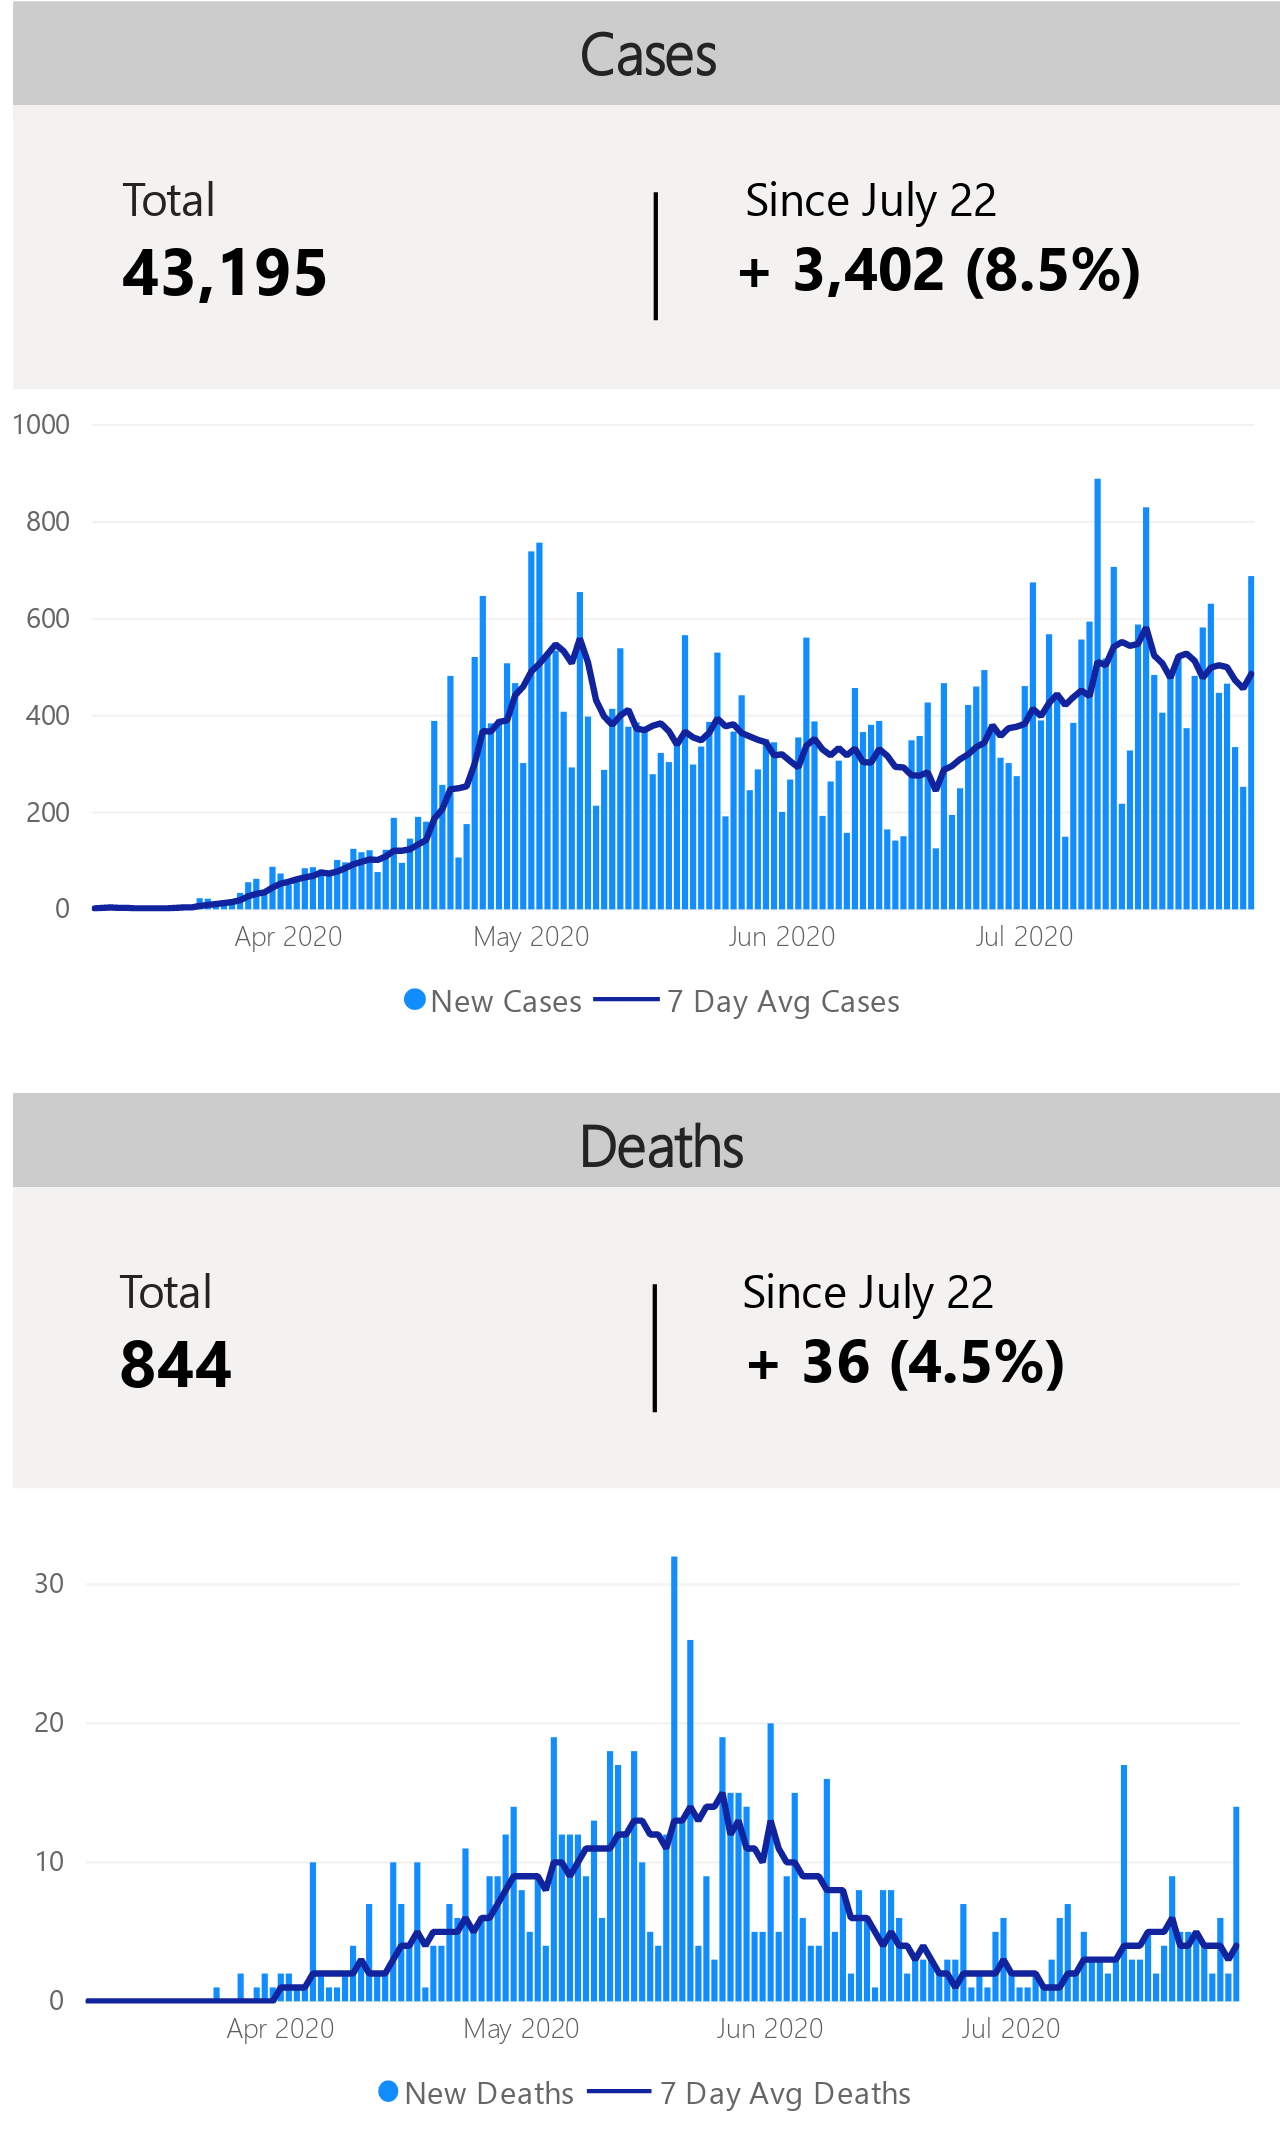 Cases
Total
Since July 22
43,195
+ 3,402 (8.5%)
1000
800
600
400
200
0
Apr 2020
May 2020
Jun 2020
Jul 2020
New Cases
7 Day Avg Cases
Deaths
Total
Since July 22
844
+ 36 (4.5%)
30
20
10
0
Apr 2020
May 2020
Jun 2020
Jul 2020
New Deaths
7 Day Avg Deaths